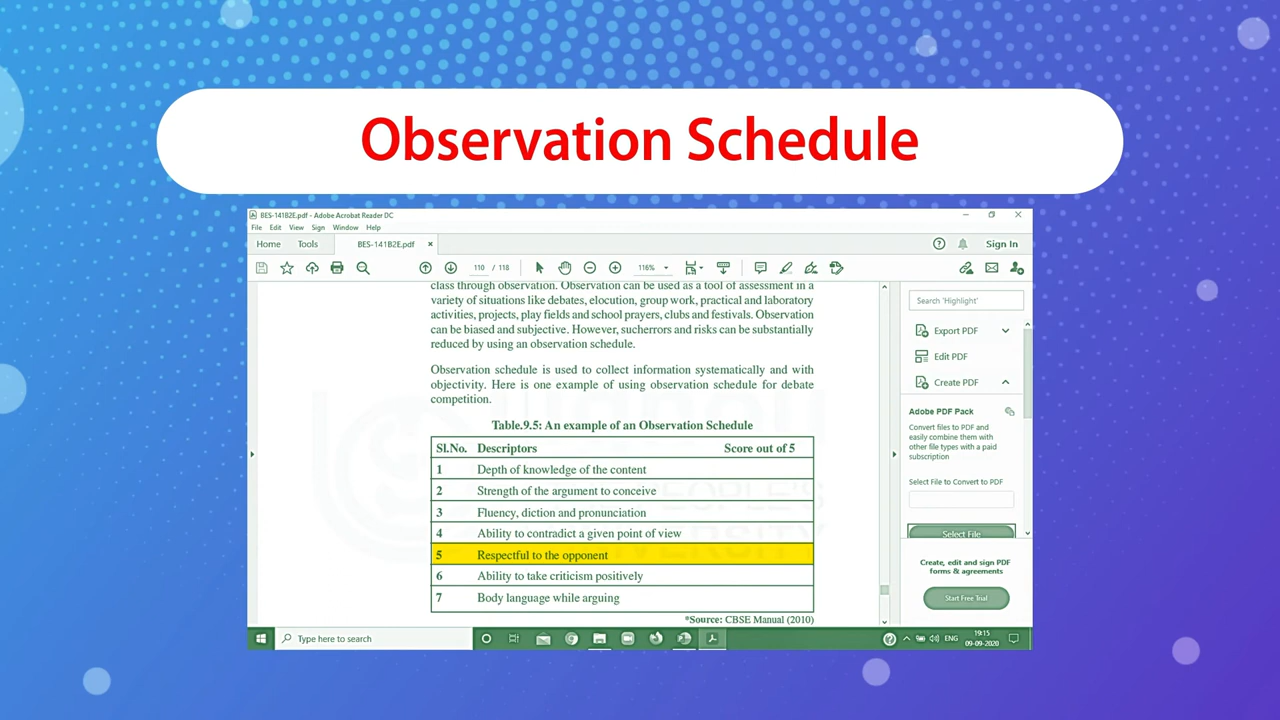 Observation Schedule
BES-141B2E.pdf - Adobe Acrobat Reader DC
File Edit View Sign Window Help
Home Tools BES-141B2E.pdf × Sign In
110 / 118 116%
class through observation. Observation can be used as a tool of assessment in a
variety of situations like debates, elocution, group work, practical and laboratory
activities, projects, play fields and school prayers, clubs and festivals. Observation
can be biased and subjective. However, sucherrors and risks can be substantially
reduced by using an observation schedule.
Observation schedule is used to collect information systematically and with
objectivity. Here is one example of using observation schedule for debate
competition.
Table.9.5: An example of an Observation Schedule
Sl.No. Descriptors Score out of 5
1 Depth of knowledge of the content
2 Strength of the argument to conceive
3 Fluency, diction and pronunciation
4 Ability to contradict a given point of view
5 Respectful to the opponent
6 Ability to take criticism positively
7 Body language while arguing
*Source: CBSE Manual (2010)
Search 'Highlight'
Export PDF
Edit PDF
Create PDF
Adobe PDF Pack
Convert files to PDF and
easily combine them with
other file types with a paid
subscription
Select File to Convert to PDF
Select File
Create, edit and sign PDF
forms & agreements
Start Free Trial
Type here to search
ENG
19:15
09-09-2020